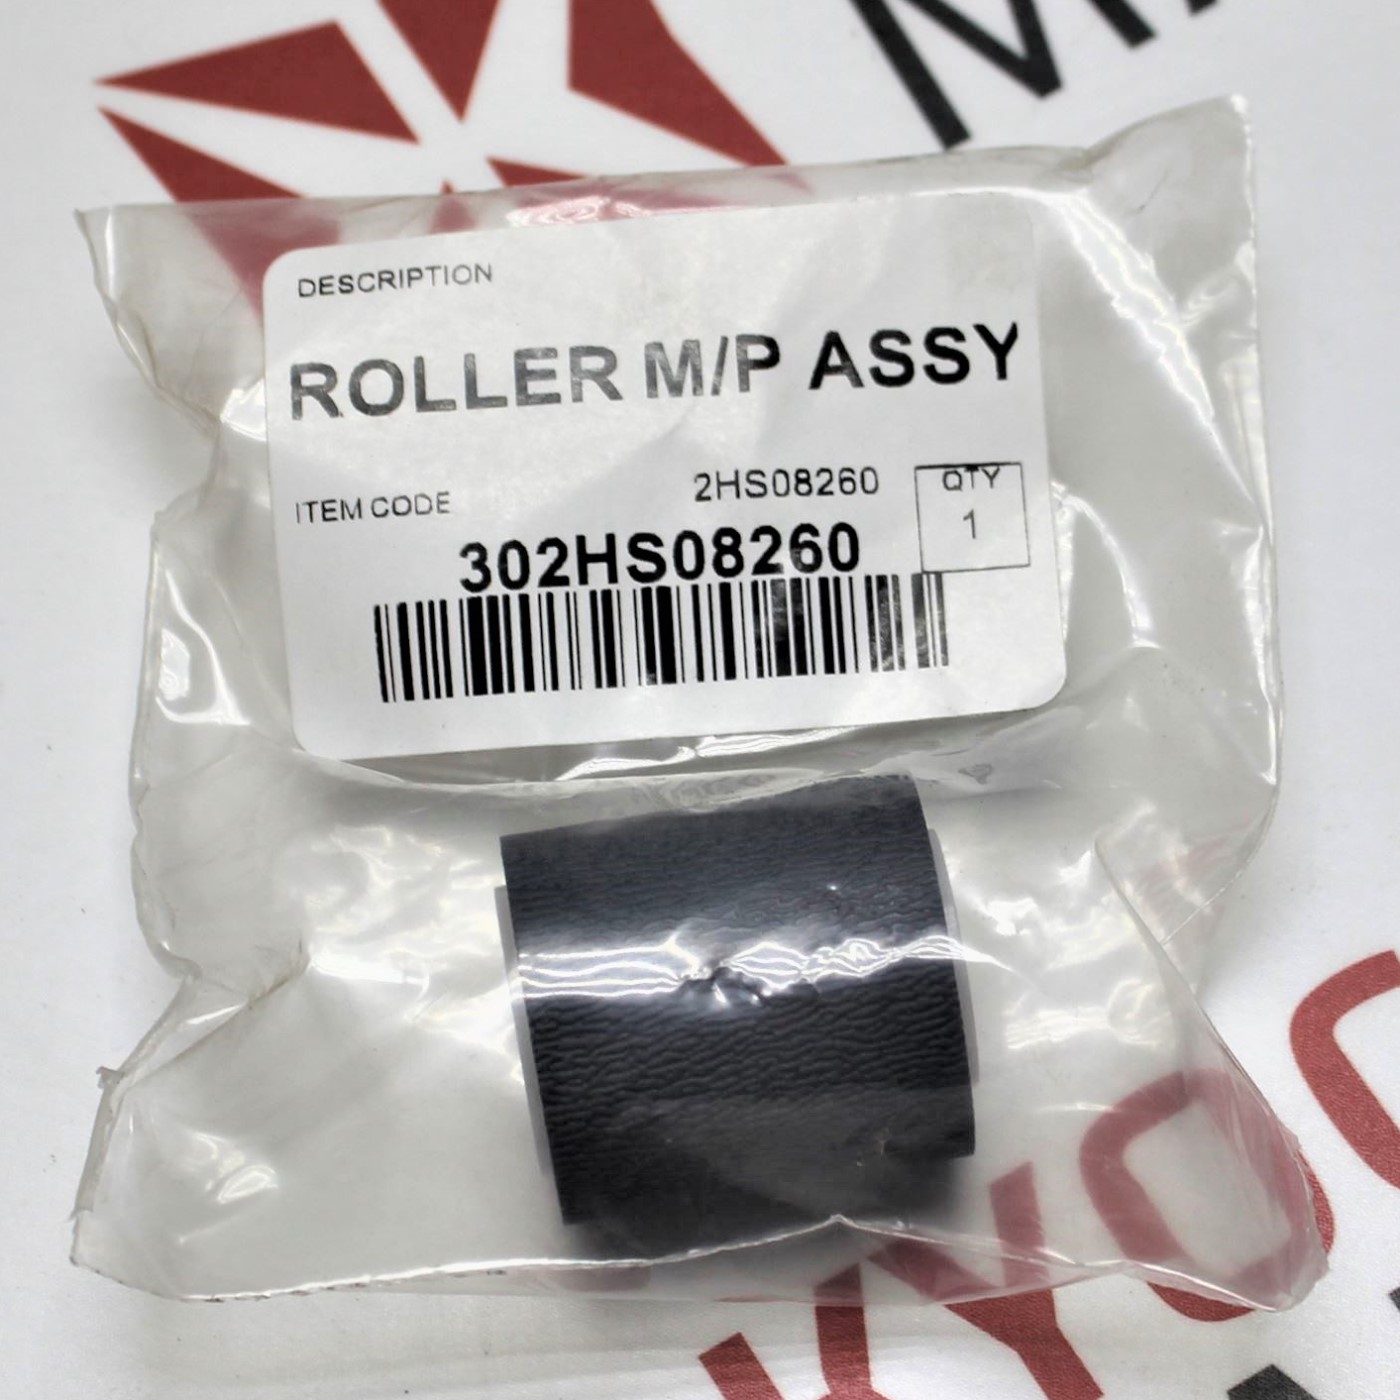 DESCRIPTION
ROLLER M/P ASSY
ITEM CODE
2HS08260
QTY
1
302HS08260